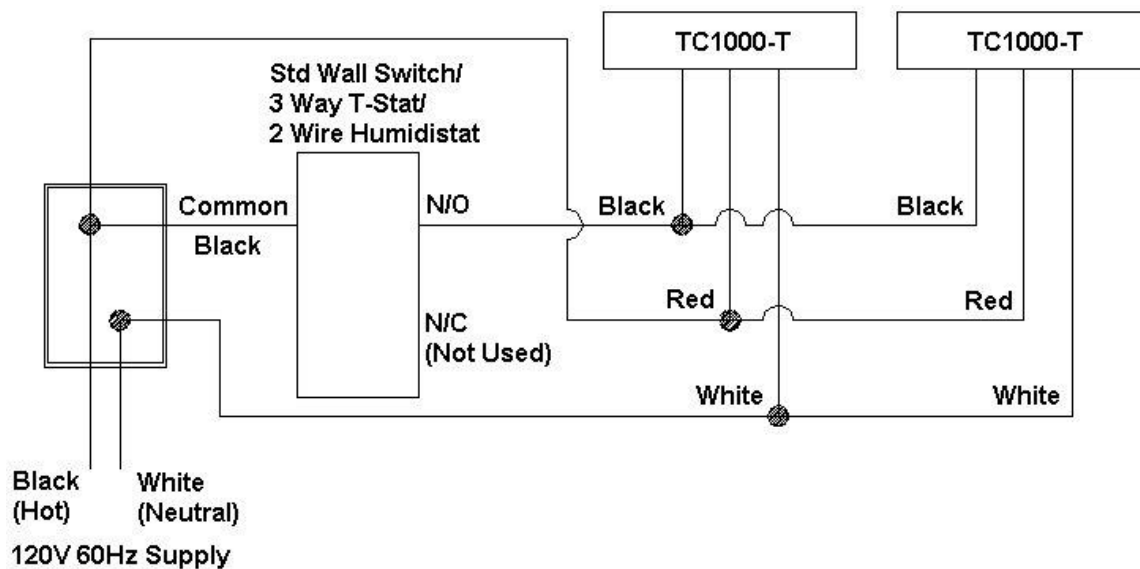 TC1000-T
TC1000-T
Std Wall Switch/
3 Way T-Stat/
2 Wire Humidistat
Common
Black
N/O
Black
Black
N/C
(Not Used)
Red
Red
White
White
Black
(Hot)
White
(Neutral)
120V 60Hz Supply